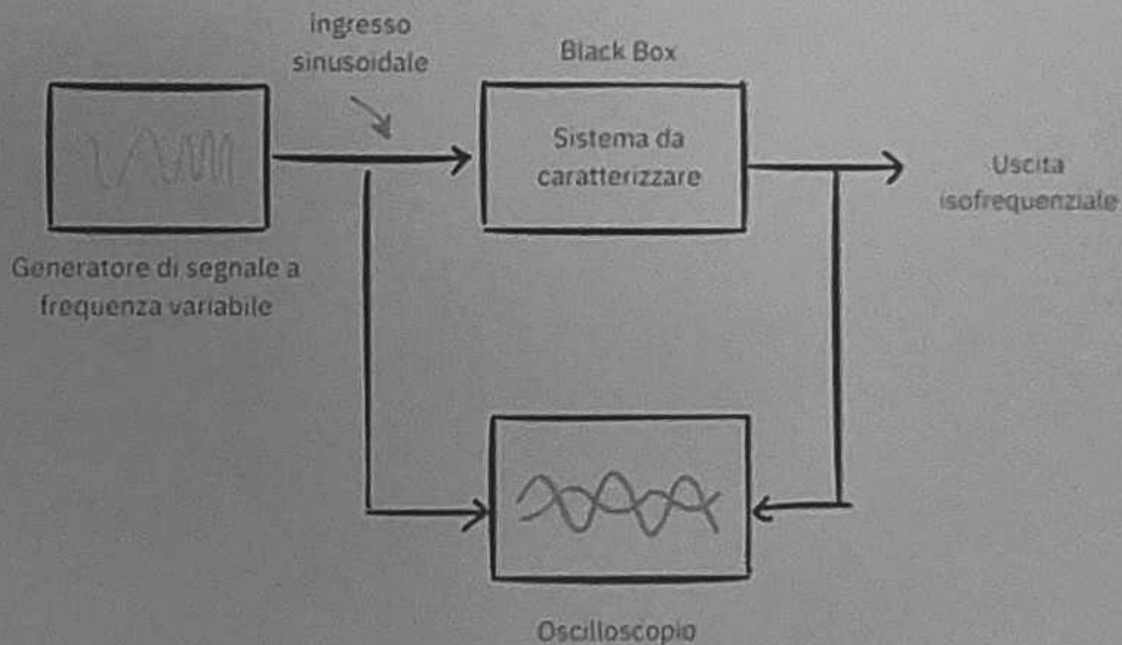 ingresso
sinusoidale
Black Box
Sistema da
caratterizzare
Uscita
isofrequenziale
Generatore di segnale a
frequenza variabile
Oscilloscopio